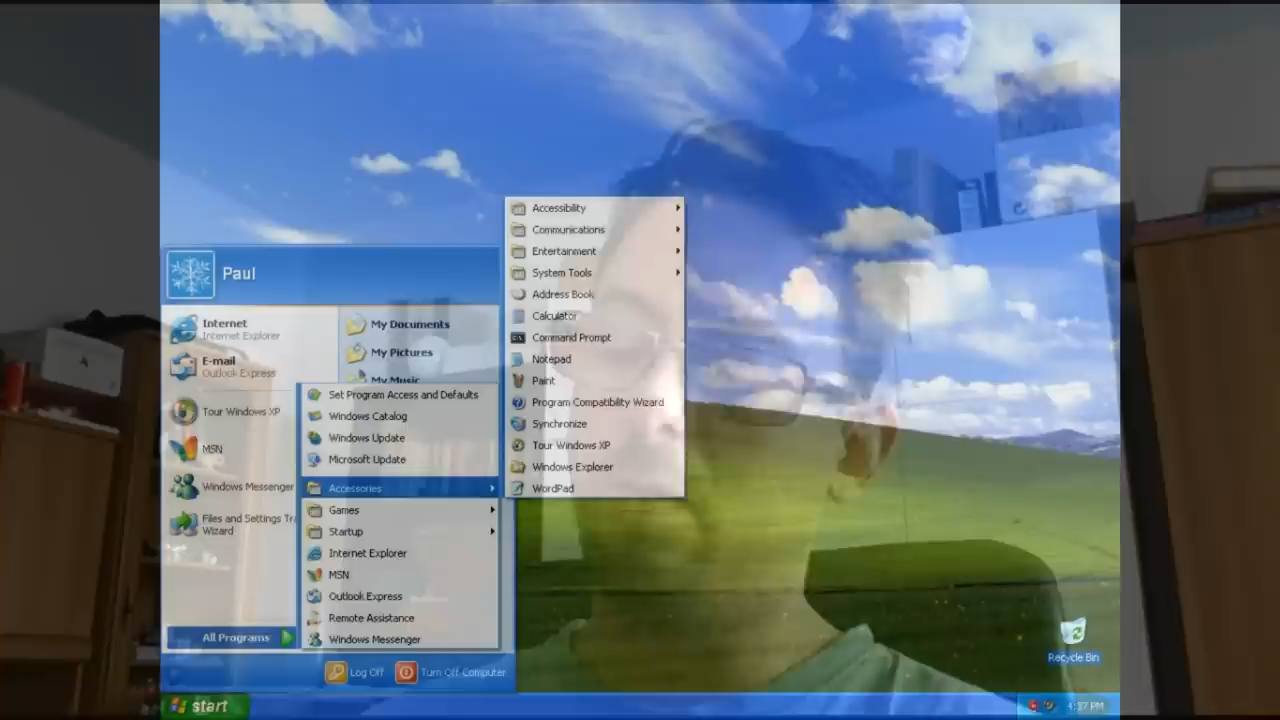 Paul
Internet
Internet Explorer
E-mail
Outlook Express
Tour Windows XP
MSN
Windows Messenger
Files and Settings Tra
Wizard
All Programs
My Documents
My Pictures
My Music
Set Program Access and Defaults
Windows Catalog
Windows Update
Microsoft Update
Accessories
Games
Startup
Internet Explorer
MSN
Outlook Express
Remote Assistance
Windows Messenger
Accessibility
Communications
Entertainment
System Tools
Address Book
Calculator
Command Prompt
Notepad
Paint
Program Compatibility Wizard
Synchronize
Tour Windows XP
Windows Explorer
WordPad
Log Off
Turn Off Computer
Recycle Bin
start
4:37 PM